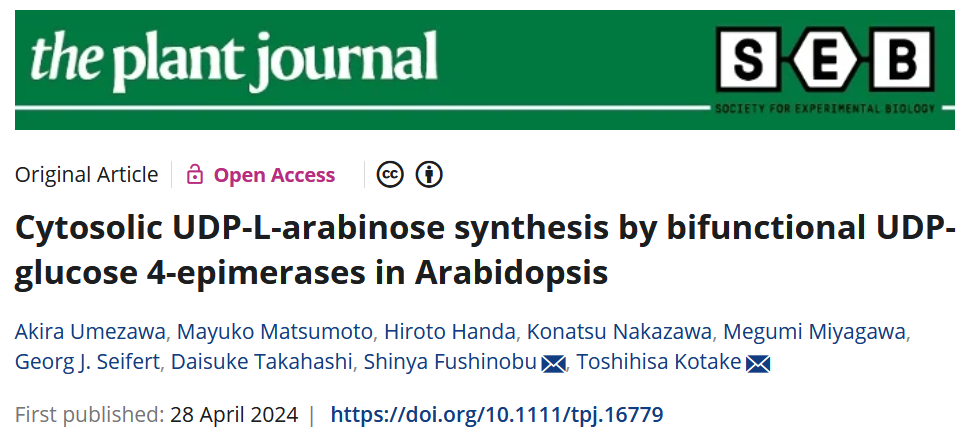 the plant journal
SEB
SOCIETY FOR EXPERIMENTAL BIOLOGY
Original Article
Open Access
cc
Cytosolic UDP-L-arabinose synthesis by bifunctional UDP-
glucose 4-epimerases in Arabidopsis
Akira Umezawa, Mayuko Matsumoto, Hiroto Handa, Konatsu Nakazawa, Megumi Miyagawa,
Georg J. Seifert, Daisuke Takahashi, Shinya Fushinobu, Toshihisa Kotake
First published: 28 April 2024 | https://doi.org/10.1111/tpj.16779